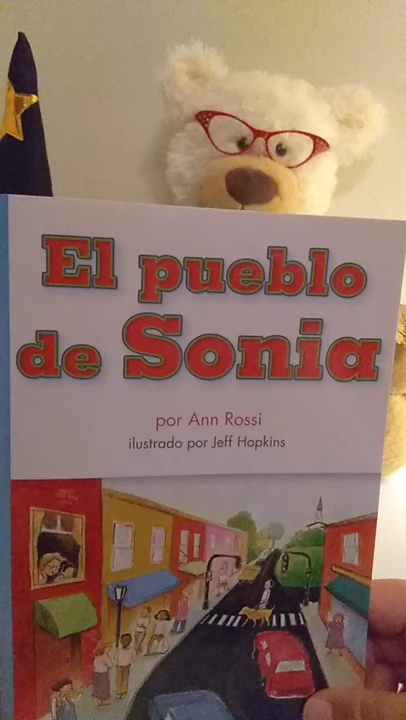 El pueblo
de Sonia
por Ann Rossi
ilustrado por Jeff Hopkins